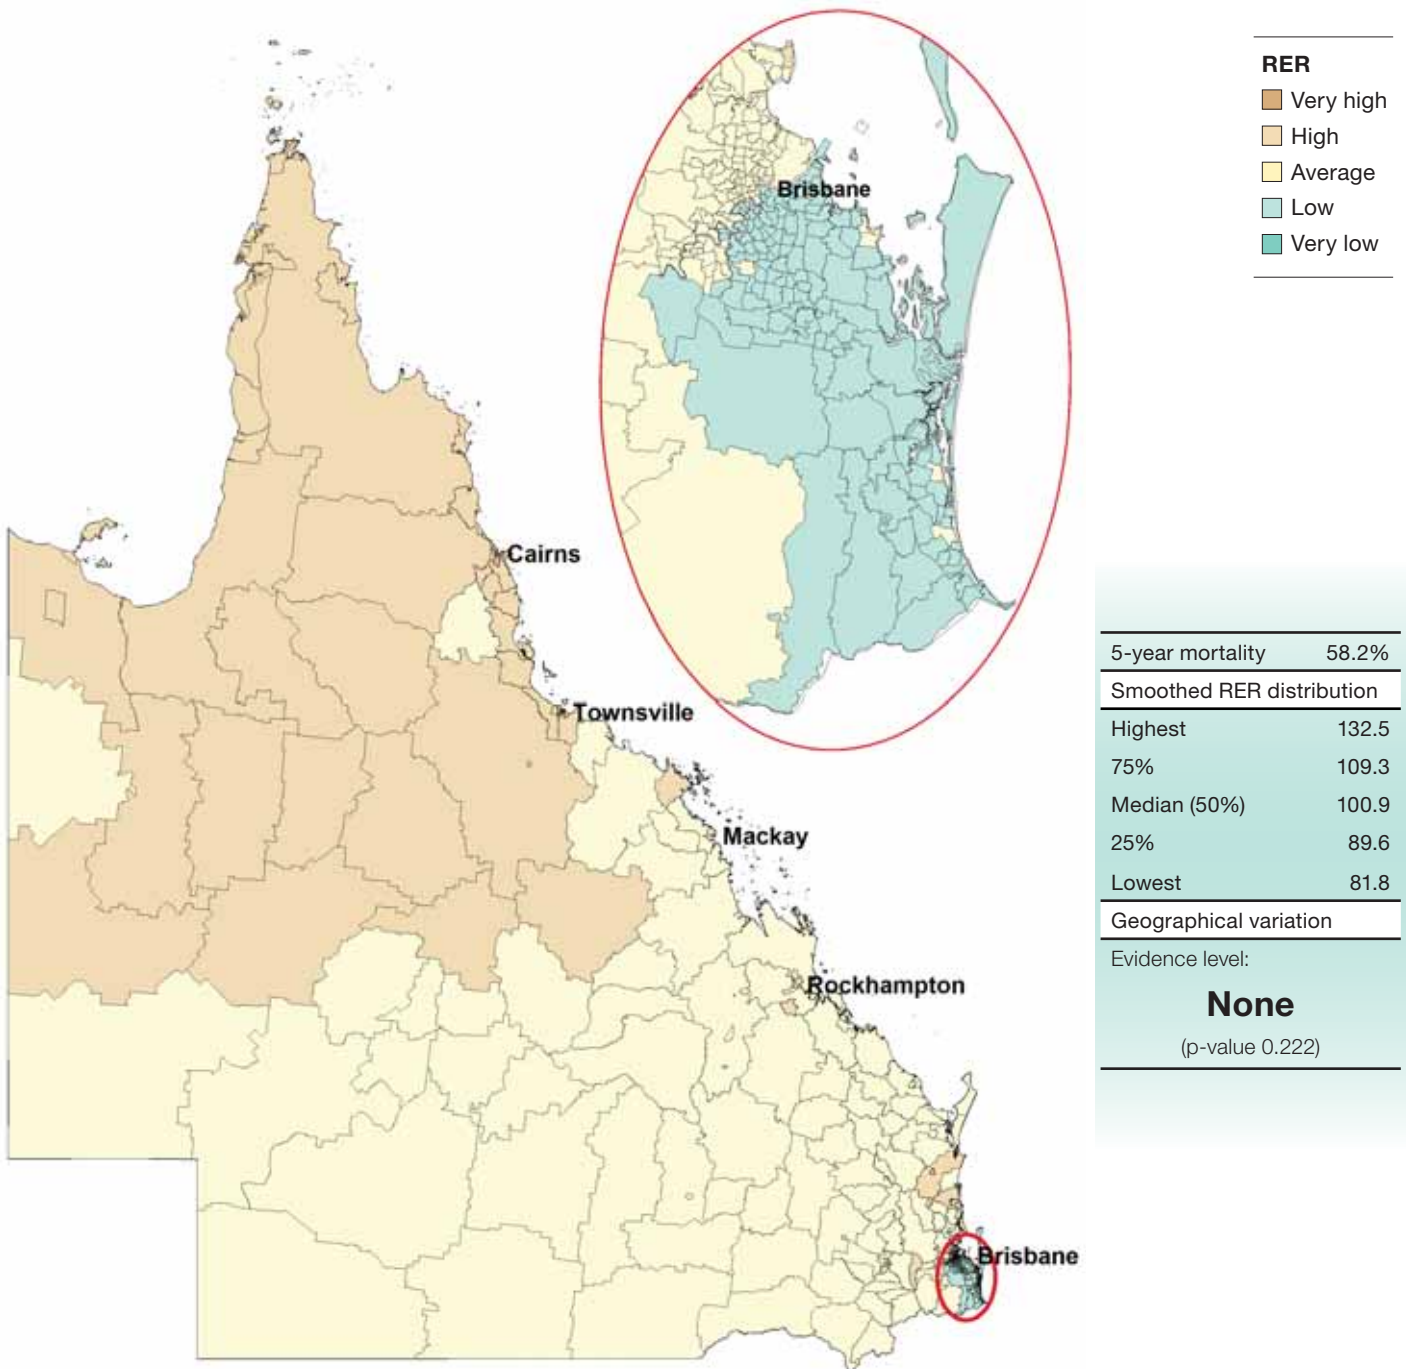 RER
Very high
High
Average
Low
Very low
Brisbane
Cairns
Townsville
Mackay
Rockhampton
Brisbane
5-year mortality 58.2%
Smoothed RER distribution
Highest 132.5
75% 109.3
Median (50%) 100.9
25% 89.6
Lowest 81.8
Geographical variation
Evidence level:
None
(p-value 0.222)